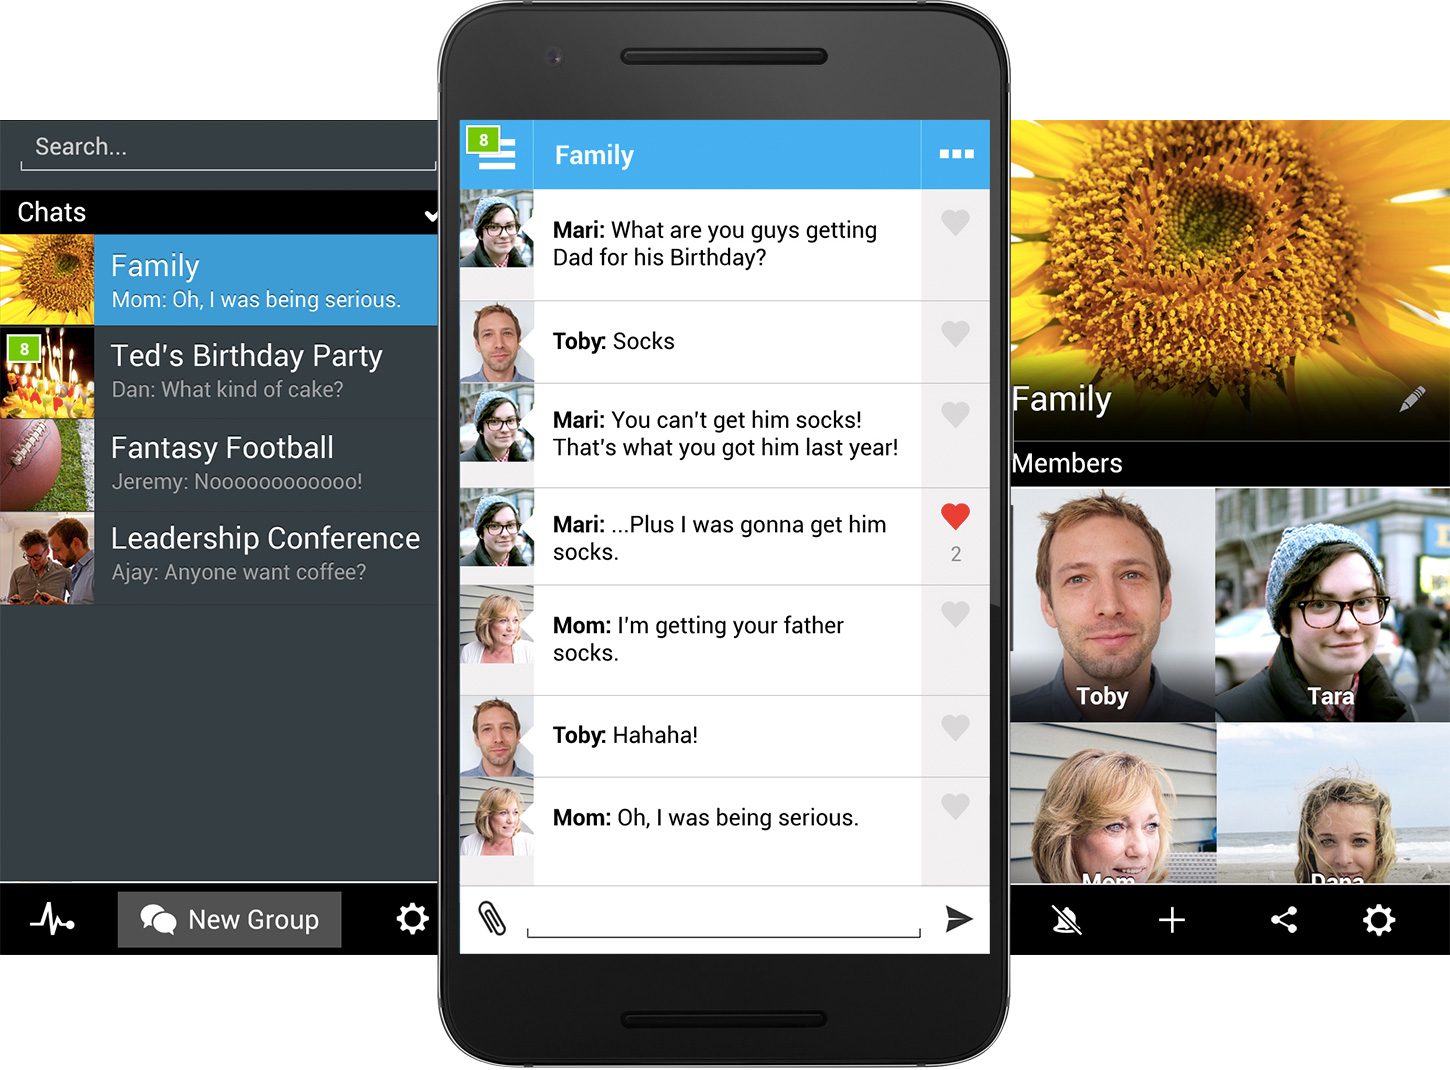 Search...
Chats
Family
Mom: Oh, I was being serious.
8
Ted's Birthday Party
Dan: What kind of cake?
Fantasy Football
Jeremy: Noooooooooooo!
Leadership Conference
Ajay: Anyone want coffee?
New Group
8
Family
Mari: What are you guys getting
Dad for his Birthday?
Toby: Socks
Mari: You can't get him socks!
That's what you got him last year!
Mari: ...Plus I was gonna get him
socks.
2
Mom: I'm getting your father
socks.
Toby: Hahaha!
Mom: Oh, I was being serious.
Family
Members
Toby
Tara
Mom
Dana